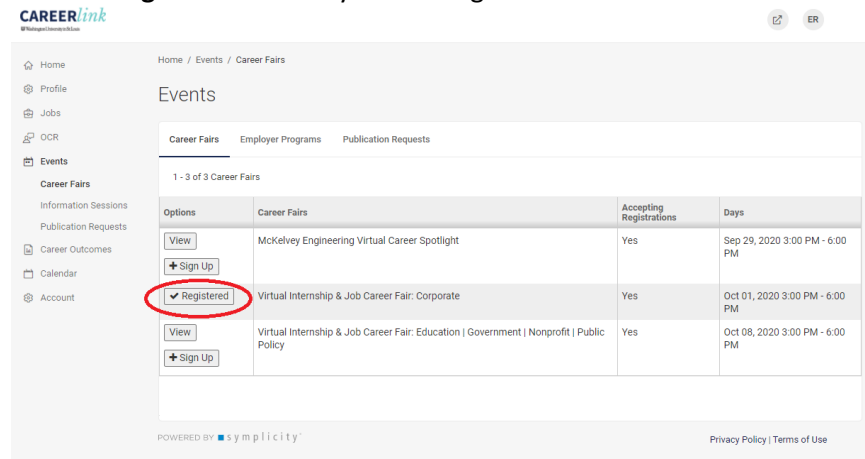 CAREERlink
Washington University in St.Louis
ER
Home
Profile
Jobs
OCR
Events
Career Fairs
Information Sessions
Publication Requests
Career Outcomes
Calendar
Account
Home / Events / Career Fairs
Events
Career Fairs Employer Programs Publication Requests
1 - 3 of 3 Career Fairs
Options Career Fairs Accepting Registrations Days
View McKelvey Engineering Virtual Career Spotlight Yes Sep 29, 2020 3:00 PM - 6:00
PM
+ Sign Up
✔ Registered Virtual Internship & Job Career Fair: Corporate Yes Oct 01, 2020 3:00 PM - 6:00
PM
View Virtual Internship & Job Career Fair: Education | Government | Nonprofit | Public Yes Oct 08, 2020 3:00 PM - 6:00
Policy PM
+ Sign Up
POWERED BY symplicity
Privacy Policy | Terms of Use